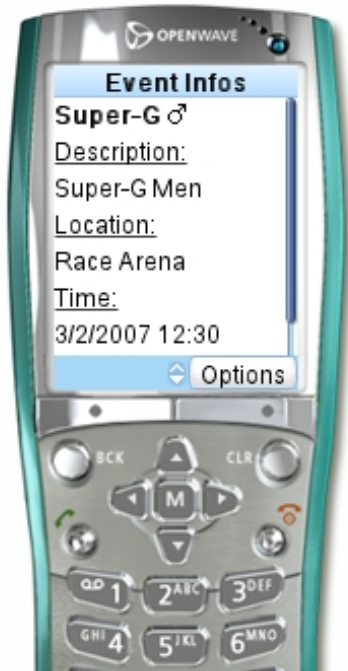 OPENWAVE
Event Infos
Super-G ♂
Description:
Super-G Men
Location:
Race Arena
Time:
3/2/2007 12:30
Options
BCK
CLR
M
1
2ABC
3DEF
GHI4
5JKL
6MNO